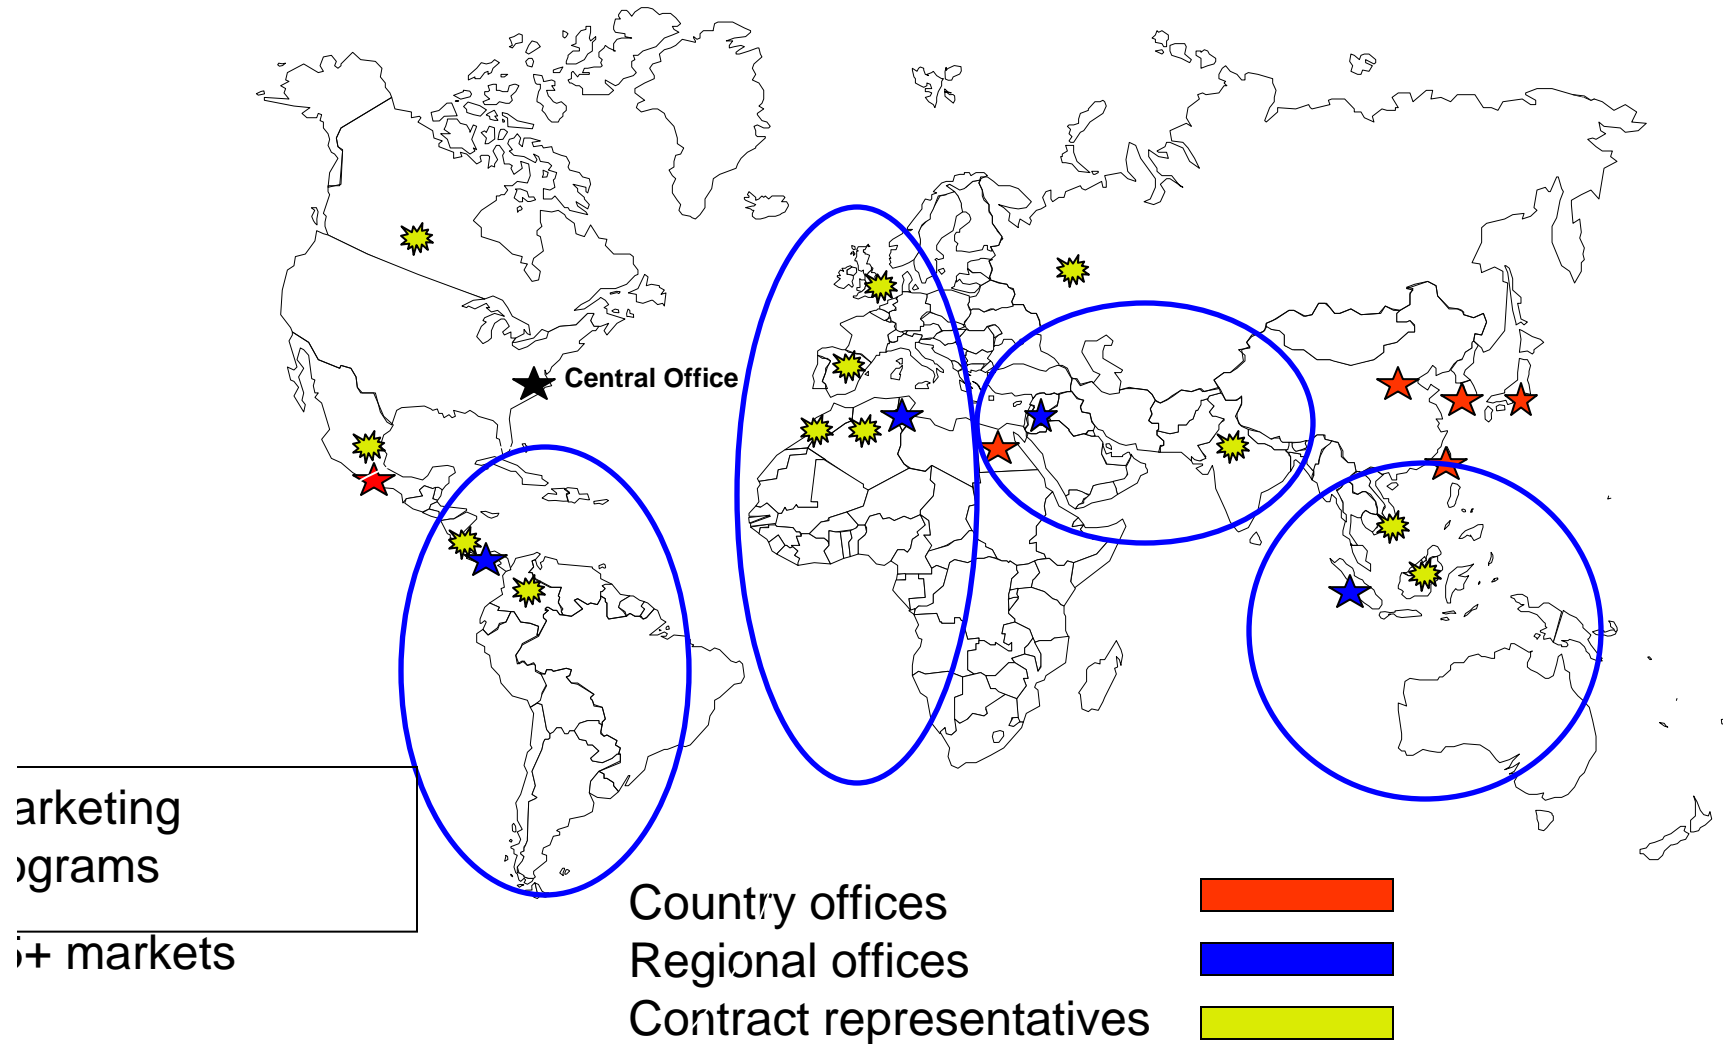 Central Office
arketing
ograms
+ markets
Country offices
Regional offices
Contract representatives